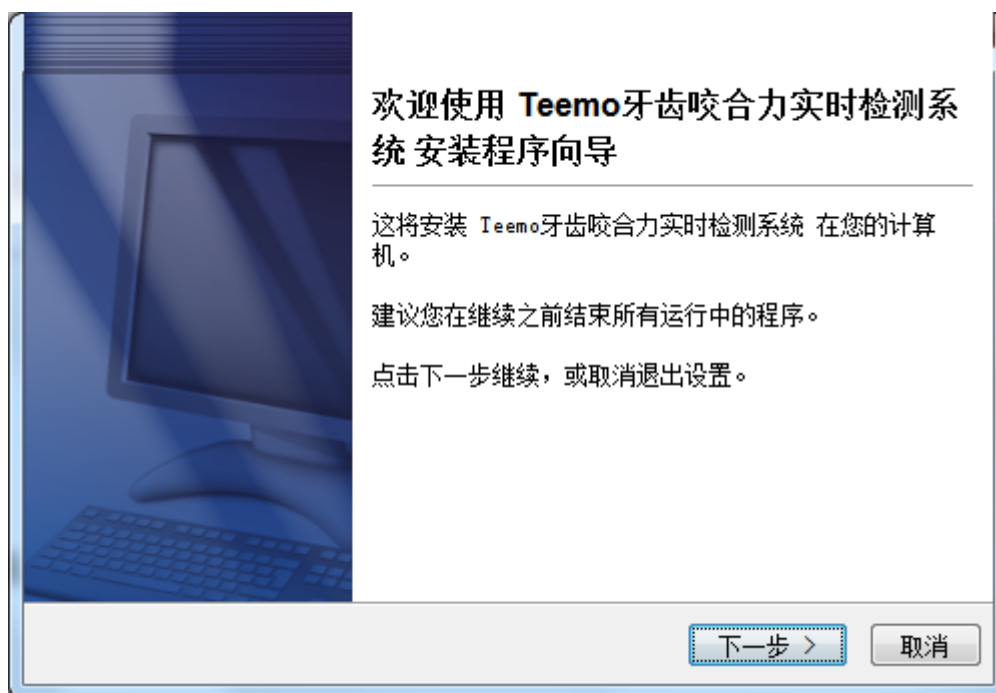 欢迎使用 Teemo牙齿咬合力实时检测系
统 安装程序向导
这将安装 Teemo牙齿咬合力实时检测系统 在您的计算
机。
建议您在继续之前结束所有运行中的程序。
点击下一步继续，或取消退出设置。
下一步 >
取消